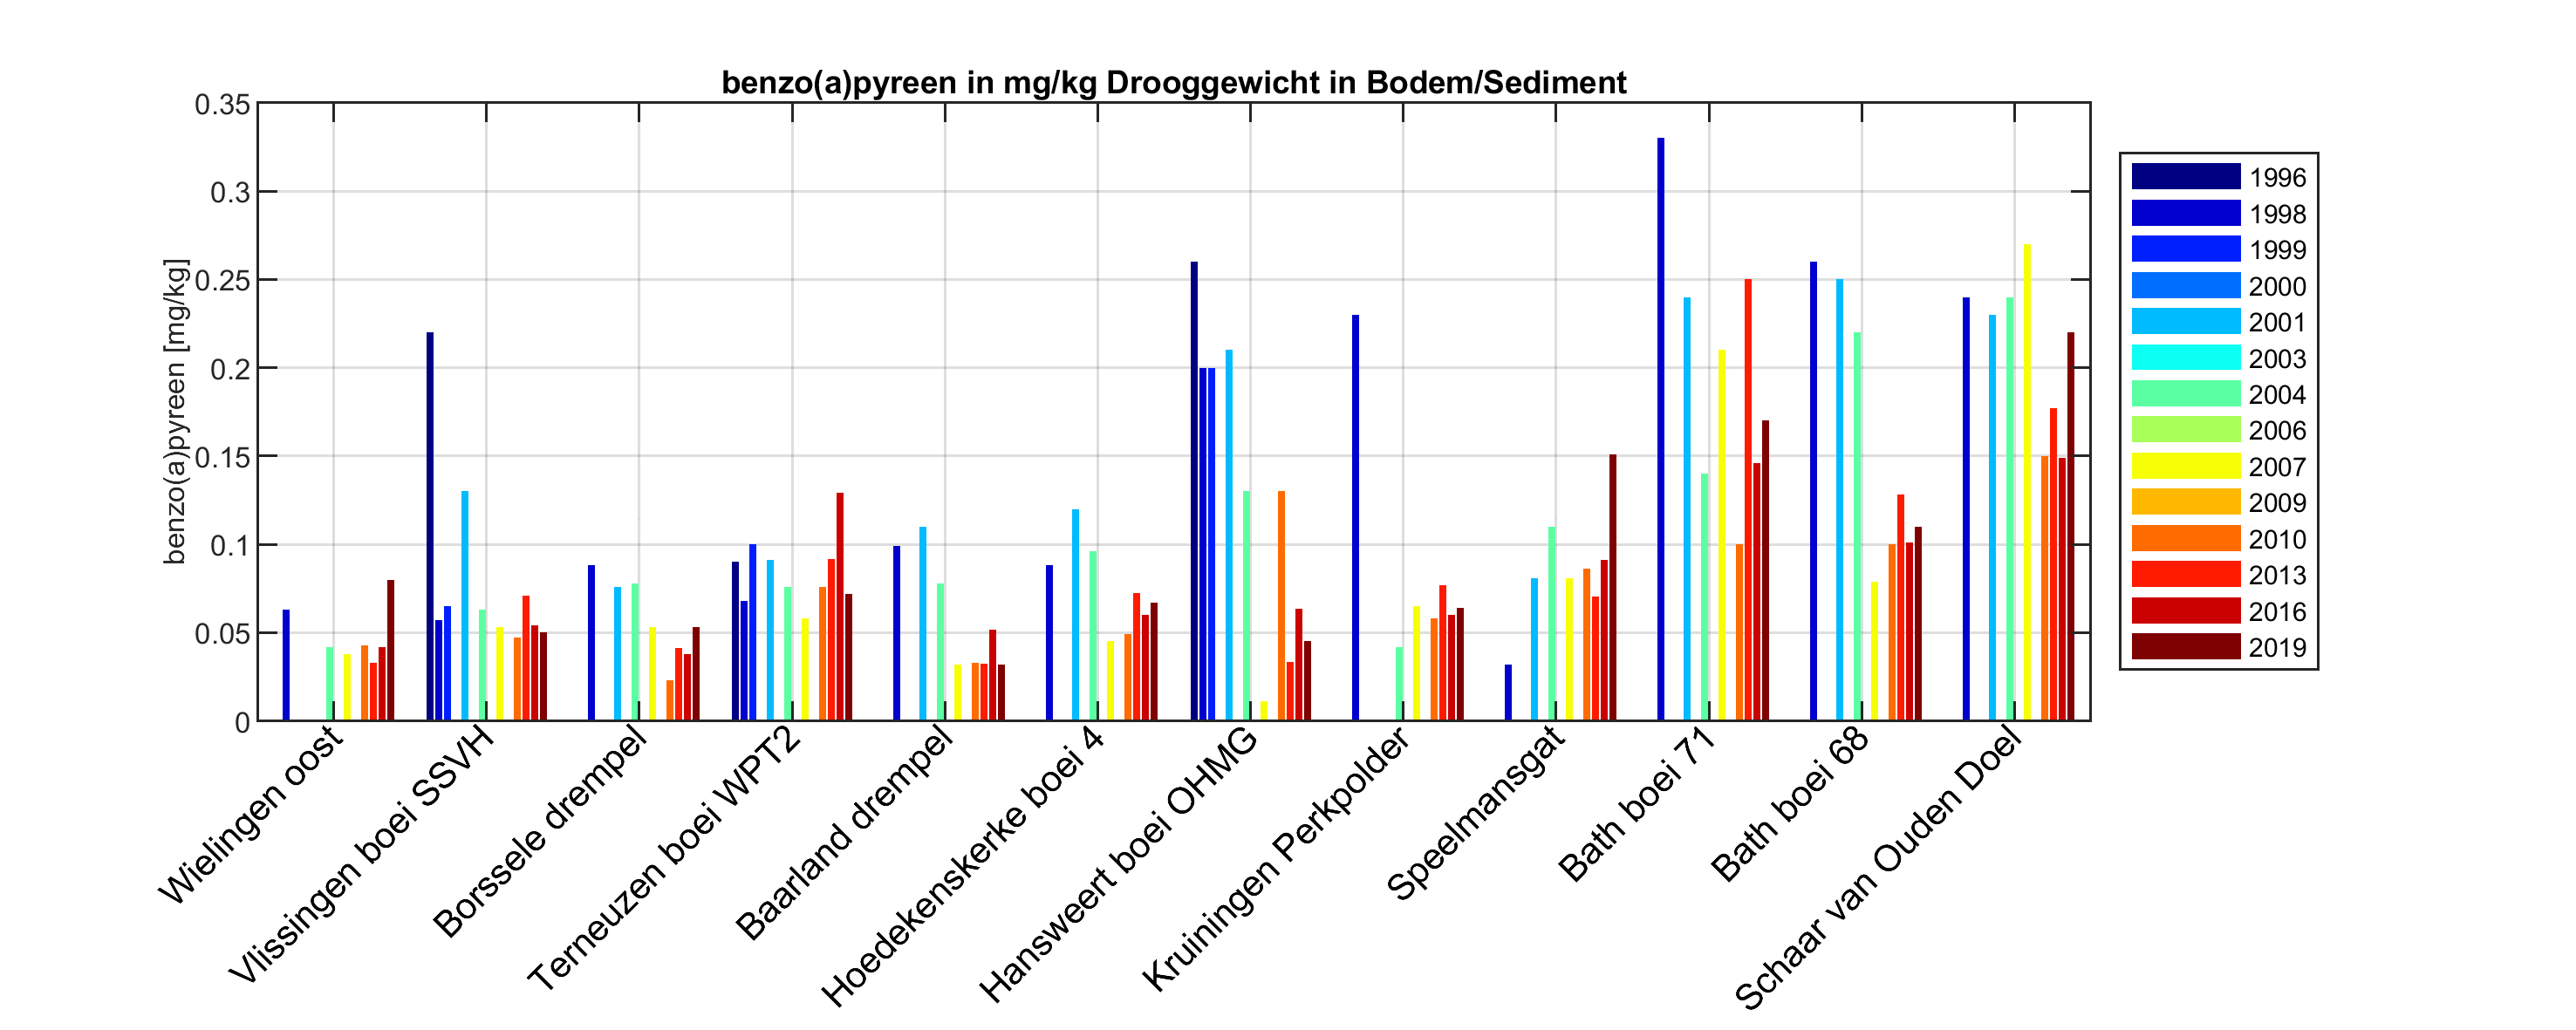 benzo(a)pyreen in mg/kg Drooggewicht in Bodem/Sediment
benzo(a)pyreen [mg/kg]
0.35
0.3
0.25
0.2
0.15
0.1
0.05
0
Wielingen oost
Vlissingen boei SSVH
Borssele drempel
Terneuzen boei WPT2
Baarland drempel
Hoedekenskerke boei 4
Hansweert boei OHMG
Kruiningen Perkpolder
Speelmansgat
Bath boei 71
Bath boei 68
Schaar van Ouden Doel
1996
1998
1999
2000
2001
2003
2004
2006
2007
2009
2010
2013
2016
2019